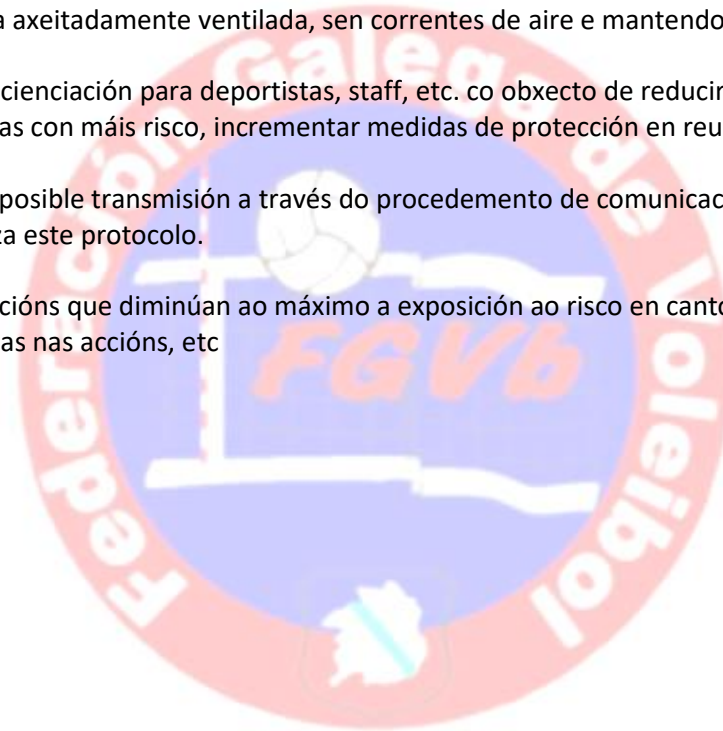 a axeitadamente ventilada, sen correntes de aire e mantendo
cienciación para deportistas, staff, etc. co obxecto de reducir
as con máis risco, incrementar medidas de protección en reu
posible transmisión a través do procedemento de comunicac
za este protocolo.
cións que diminúan ao máximo a exposición ao risco en canto
as nas accións, etc
Federación Galega de Voleibol
FGVb